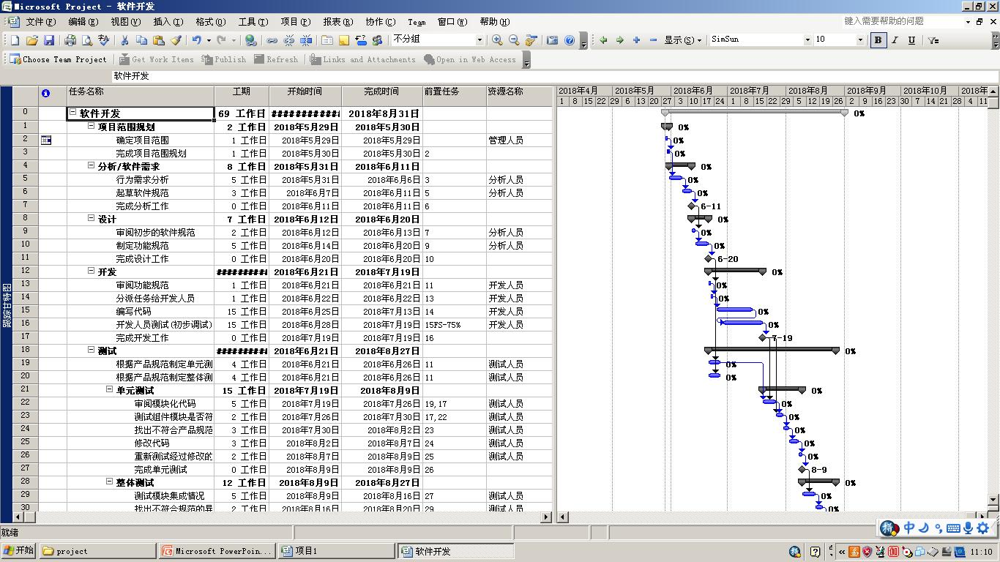 Microsoft Project - 软件开发
文件(F) 编辑(E) 视图(V) 插入(I) 格式(O) 工具(T) 项目(P) 报表(R) 协作(C) Team 窗口(W) 帮助(H) 键入需要帮助的问题
不分组 显示(S) SimSun 10 B I U
Choose Team Project Get Work Items Publish Refresh Links and Attachments Open in Web Access
软件开发
任务名称 工期 开始时间 完成时间 前置任务 资源名称
2018年4月 2018年5月 2018年6月 2018年7月 2018年8月 2018年9月 2018年10月 2018年11月 2018年
1 8 15 22 29 6 13 20 27 3 10 17 24 1 8 15 22 29 5 12 19 26 2 9 16 23 30 7 14 21 28 4 11
0 软件开发 69 工作日 ############ 2018年8月31日 0%
1 项目范围规划 2 工作日 2018年5月29日 2018年5月30日 0%
2 确定项目范围 1 工作日 2018年5月29日 2018年5月29日 管理人员 0%
3 完成项目范围规划 1 工作日 2018年5月30日 2018年5月30日 2 0%
4 分析/软件需求 8 工作日 2018年5月31日 2018年6月11日 0%
5 行为需求分析 5 工作日 2018年5月31日 2018年6月6日 3 分析人员 0%
6 起草软件规范 3 工作日 2018年6月7日 2018年6月11日 5 分析人员 0%
7 完成分析工作 0 工作日 2018年6月11日 2018年6月11日 6 6-11
8 设计 7 工作日 2018年6月12日 2018年6月20日 0%
9 审阅初步的软件规范 2 工作日 2018年6月12日 2018年6月13日 7 分析人员 0%
10 制定功能规范 5 工作日 2018年6月14日 2018年6月20日 9 分析人员 0%
11 完成设计工作 0 工作日 2018年6月20日 2018年6月20日 10 6-20
12 开发 ########## 2018年6月21日 2018年7月19日 0%
13 审阅功能规范 1 工作日 2018年6月21日 2018年6月21日 11 开发人员 0%
14 分派任务给开发人员 1 工作日 2018年6月22日 2018年6月22日 13 开发人员 0%
15 编写代码 15 工作日 2018年6月25日 2018年7月13日 14 开发人员 0%
16 开发人员测试(初步调试) 15 工作日 2018年6月28日 2018年7月19日 15FS-75% 开发人员 0%
17 完成开发工作 0 工作日 2018年7月19日 2018年7月19日 16 7-19
18 测试 ########## 2018年6月21日 2018年8月27日 0%
19 根据产品规范制定单元测 4 工作日 2018年6月21日 2018年6月26日 11 测试人员 0%
20 根据产品规范制定整体测 4 工作日 2018年6月21日 2018年6月26日 11 测试人员 0%
21 单元测试 15 工作日 2018年7月19日 2018年8月9日 0%
22 审阅模块化代码 5 工作日 2018年7月19日 2018年7月26日 19,17 测试人员 0%
23 测试组件模块是否符 2 工作日 2018年7月26日 2018年7月30日 17,22 测试人员 0%
24 找出不符合产品规范 3 工作日 2018年7月30日 2018年8月2日 23 测试人员 0%
25 修改代码 3 工作日 2018年8月2日 2018年8月7日 24 测试人员 0%
26 重新测试经过修改的 2 工作日 2018年8月7日 2018年8月9日 25 测试人员 0%
27 完成单元测试 0 工作日 2018年8月9日 2018年8月9日 26 8-9
28 整体测试 12 工作日 2018年8月9日 2018年8月27日 0%
29 测试模块集成情况 5 工作日 2018年8月9日 2018年8月16日 27 测试人员 0%
30 找出不符合规范的异 2 工作日 2018年8月16日 2018年8月20日 29 测试人员 0%
跟踪甘特图
就绪
拼 中
开始 project Microsoft PowerPoin... 项目1 软件开发 11:10